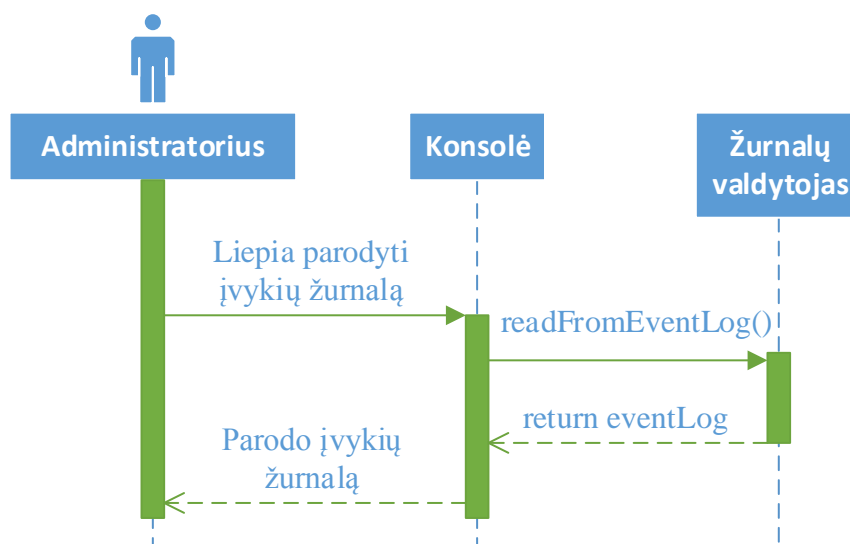 Administratorius
Konsolė
Žurnalų
valdytojas
Liepia parodyti
įvykių žurnalą
readFromEventLog()
return eventLog
Parodo įvykių
žurnalą